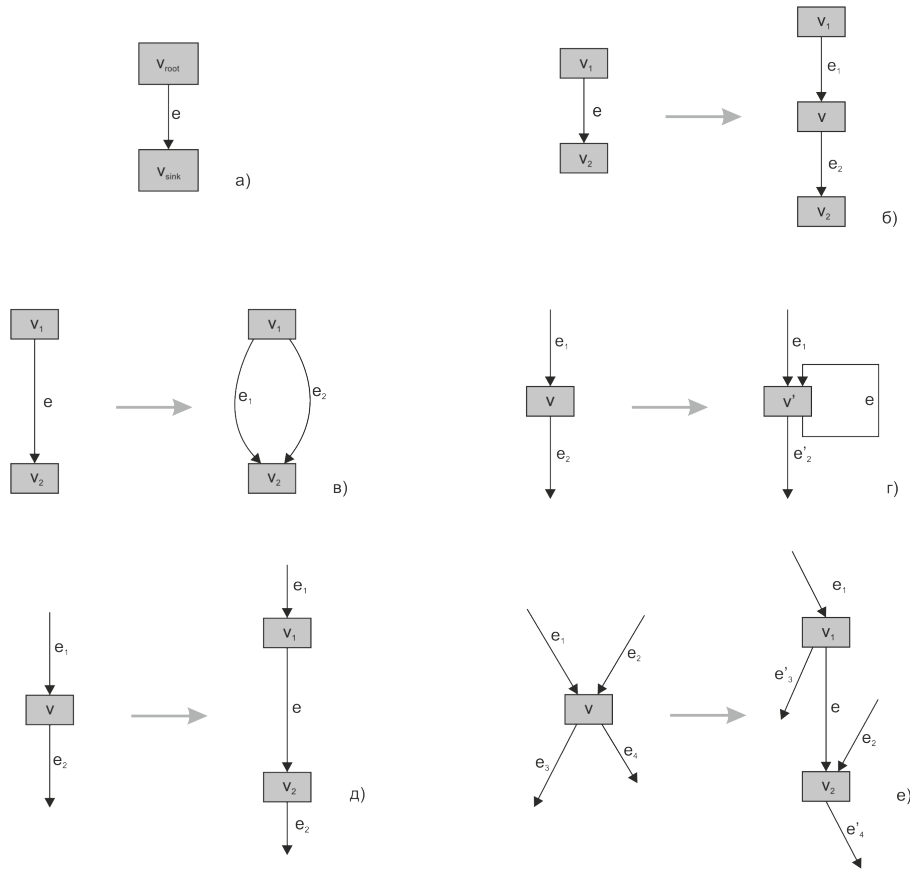 v_root
e
v_sink
а)
v₁
e
v₂
v₁
e₁
v
e₂
v₂
б)
v₁
e
v₂
v₁
e₁ e₂
v₂
в)
e₁
v
e₂
e₁
v'
e
e'₂
г)
e₁
v
e₂
e₁
v₁
e
v₂
e₂
д)
e₁ e₂
v
e₃ e₄
e₁
v₁
e'₃
e
e₂
v₂
e'₄
е)